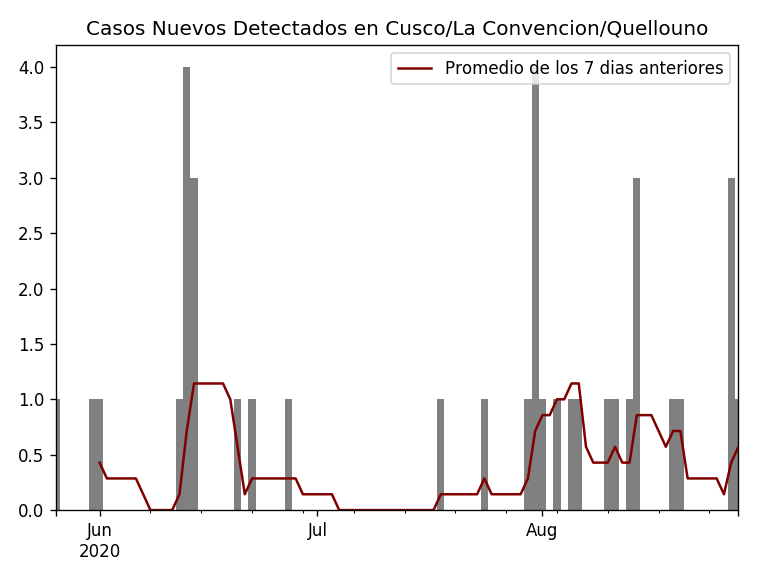 Casos Nuevos Detectados en Cusco/La Convencion/Quellouno
Promedio de los 7 dias anteriores
4.0
3.5
3.0
2.5
2.0
1.5
1.0
0.5
0.0
Jun
2020
Jul
Aug